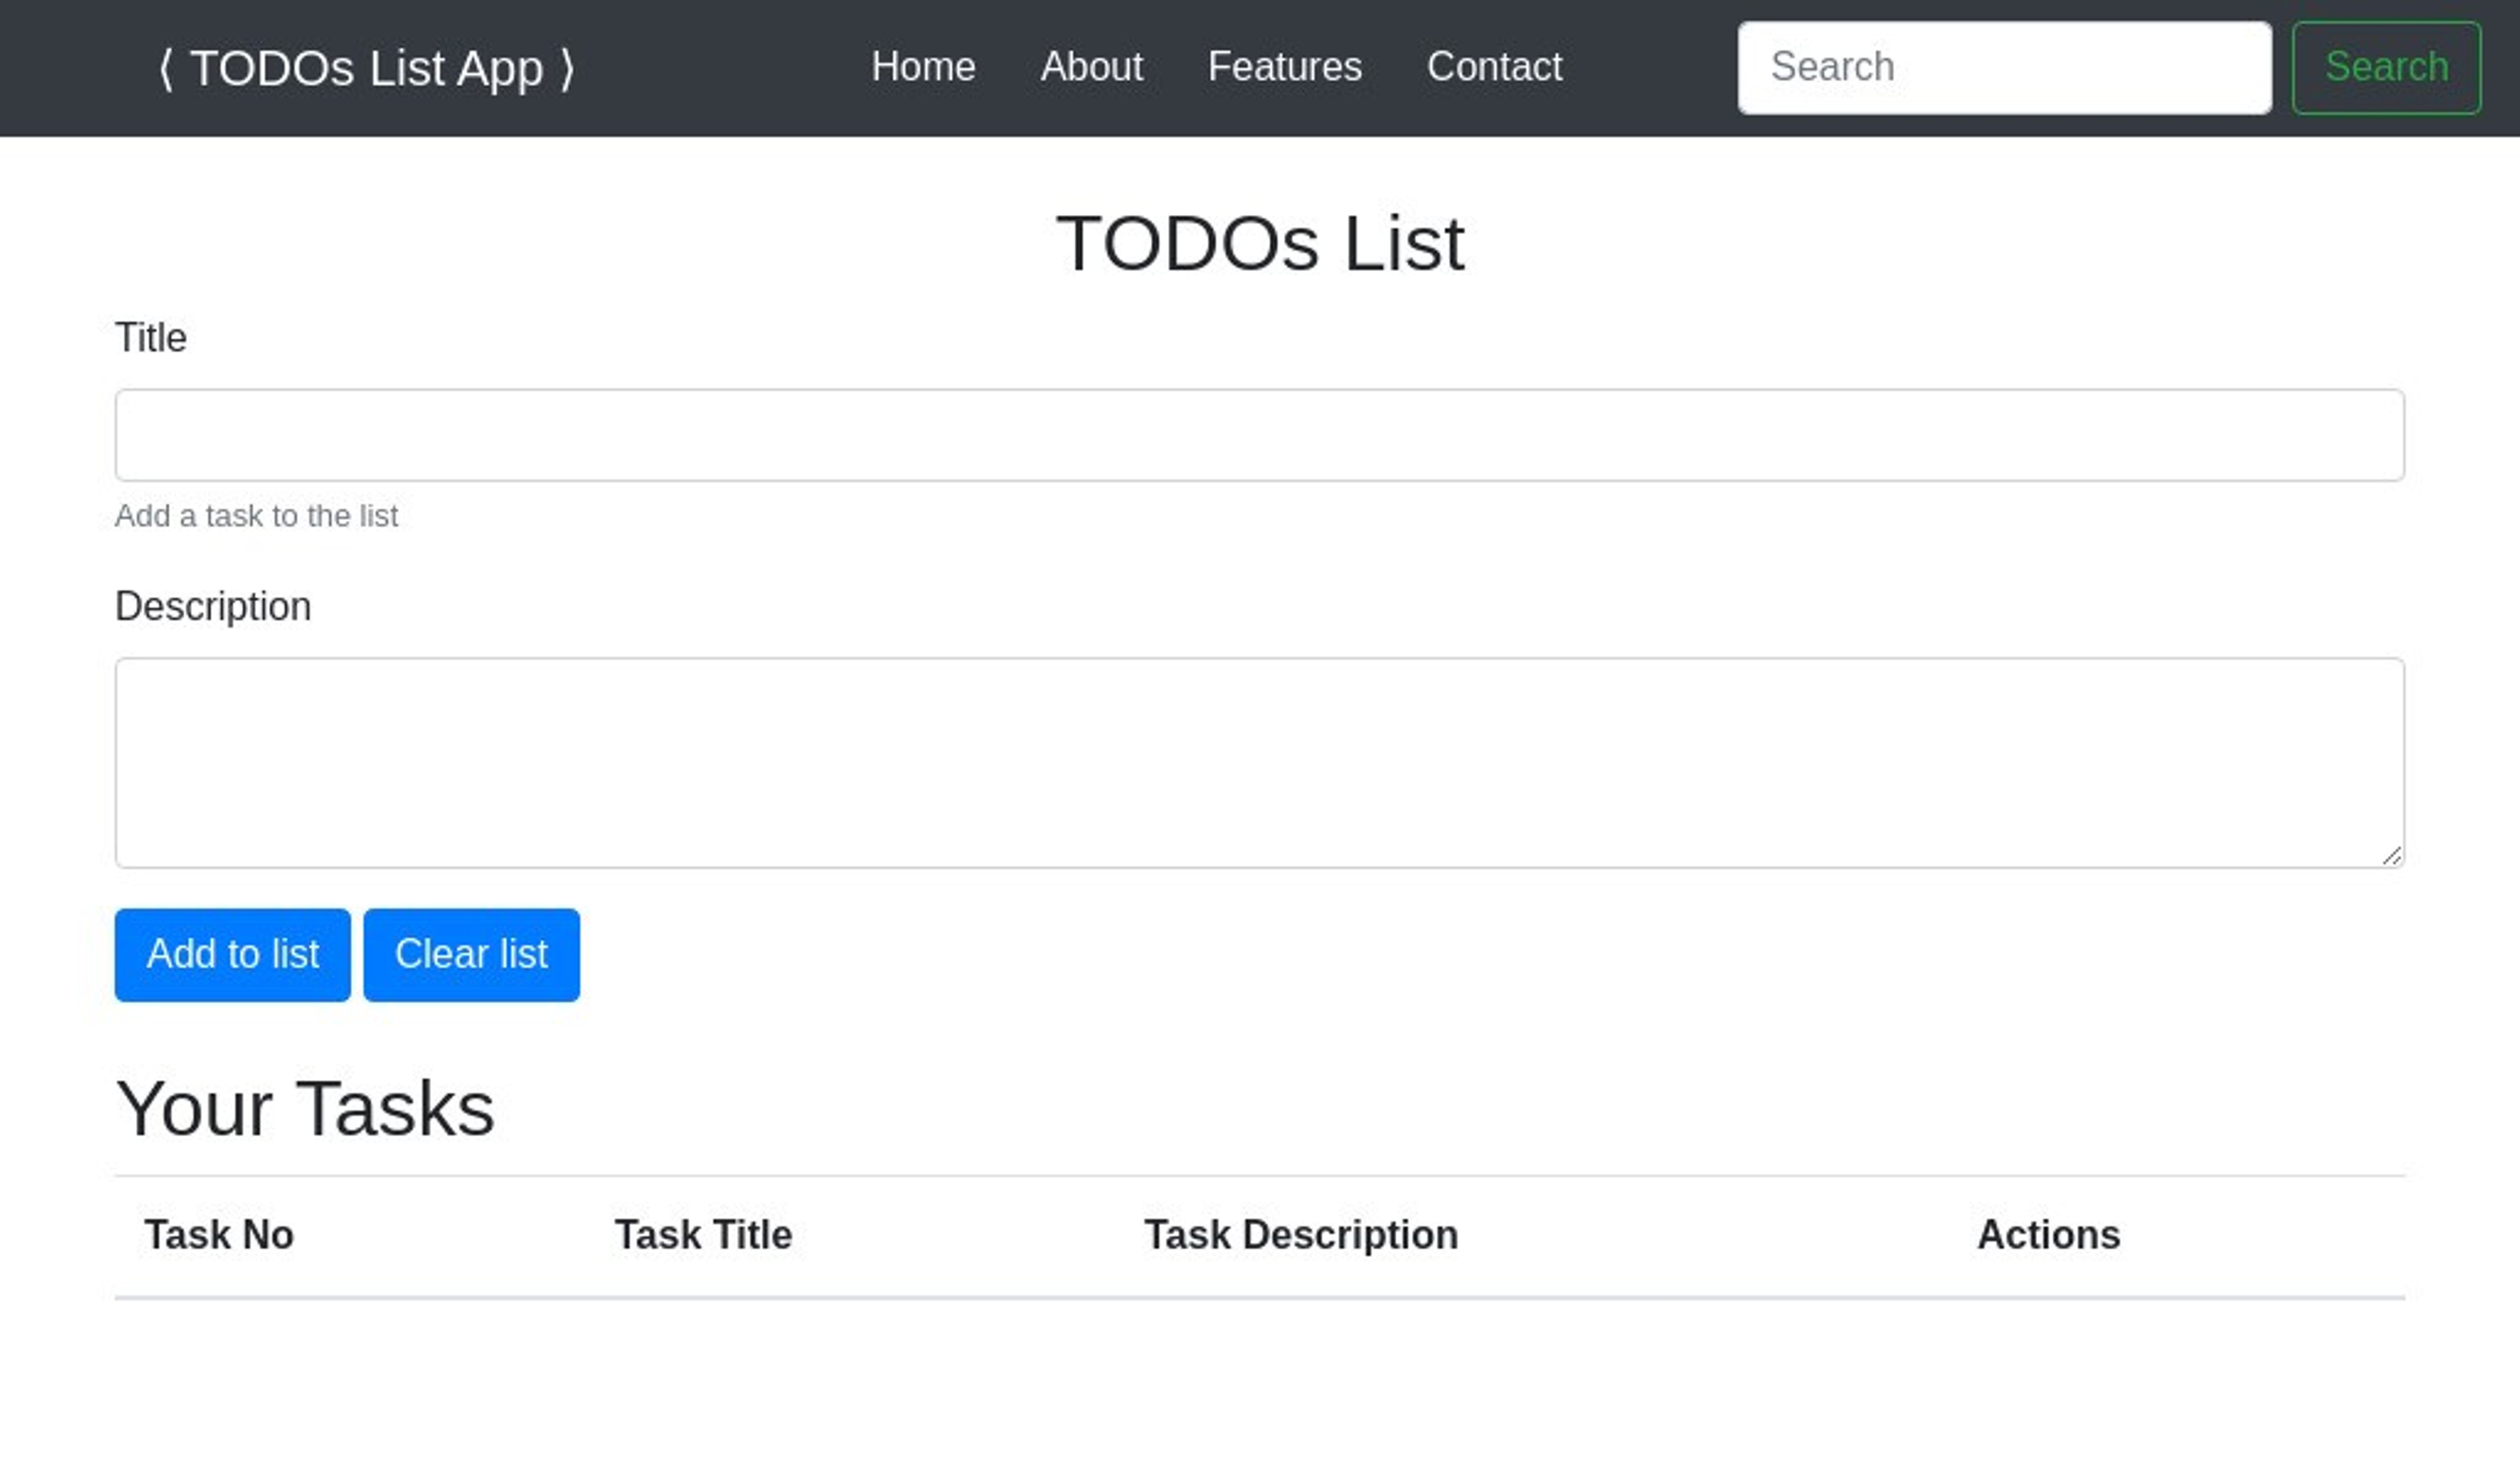 ⟨ TODOs List App ⟩ Home About Features Contact Search Search
TODOs List
Title
Add a task to the list
Description
Add to list Clear list
Your Tasks
Task No Task Title Task Description Actions